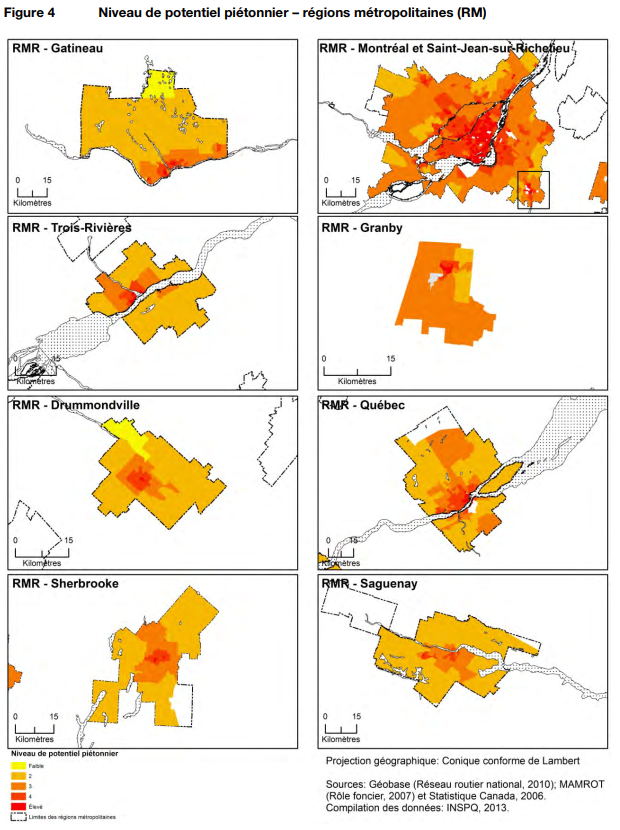 Figure 4 Niveau de potentiel piétonnier – régions métropolitaines (RM)
RMR - Gatineau
0 15
Kilomètres
RMR - Montréal et Saint-Jean-sur-Richelieu
0 15
Kilomètres
RMR - Trois-Rivières
0 15
Kilomètres
RMR - Granby
0 15
Kilomètres
RMR - Drummondville
0 15
Kilomètres
RMR - Québec
0 15
Kilomètres
RMR - Sherbrooke
0 15
Kilomètres
RMR - Saguenay
0 15
Kilomètres
Niveau de potentiel piétonnier
Faible
2
3
4
Élevé
Limites des régions métropolitaines
Projection géographique: Conique conforme de Lambert
Sources: Géobase (Réseau routier national, 2010); MAMROT
(Rôle foncier, 2007) et Statistique Canada, 2006.
Compilation des données: INSPQ, 2013.